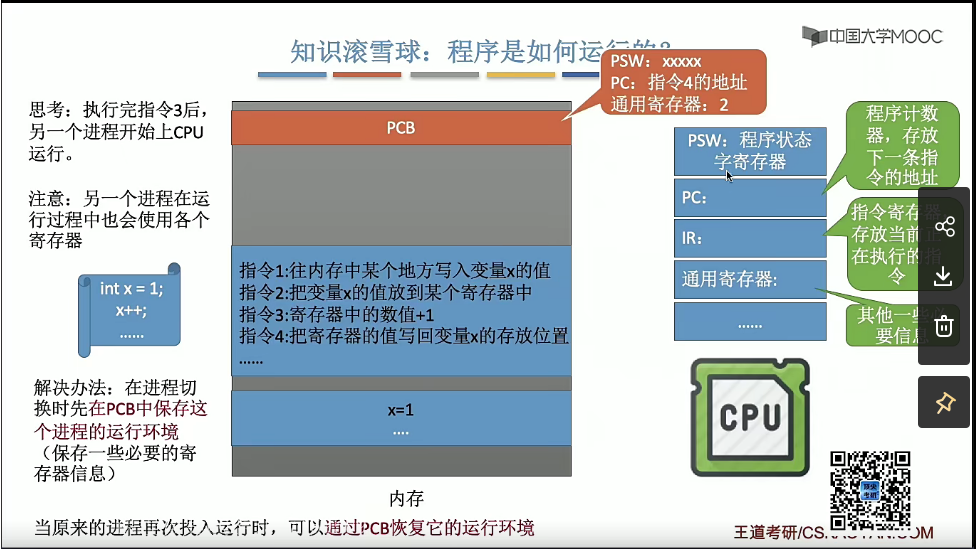 中国大学MOOC
知识滚雪球：程序是如何运行的？
PSW：xxxxx
PC：指令4的地址
通用寄存器：2
思考：执行完指令3后，
另一个进程开始上CPU
运行。
注意：另一个进程在运
行过程中也会使用各个
寄存器
int x = 1;
x++;
......
解决办法：在进程切
换时先在PCB中保存这
个进程的运行环境
（保存一些必要的寄
存器信息）
PCB
指令1:往内存中某个地方写入变量x的值
指令2:把变量x的值放到某个寄存器中
指令3:寄存器中的数值+1
指令4:把寄存器的值写回变量x的存放位置
......
x=1
....
内存
PSW：程序状态
字寄存器
PC：
IR：
通用寄存器:
......
程序计数
器，存放
下一条指
令的地址
指令寄存器
存放当前正
在执行的指
令
其他一些
要信息
CPU
当原来的进程再次投入运行时，可以通过PCB恢复它的运行环境
王道考研/CSKAOYAN.COM